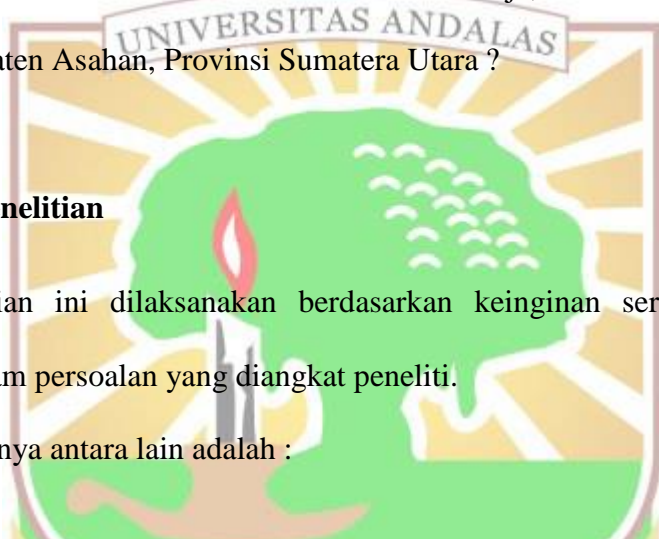 UNIVERSITAS ANDALAS
aten Asahan, Provinsi Sumatera Utara ?
nelitian
ian ini dilaksanakan berdasarkan keinginan ser
am persoalan yang diangkat peneliti.
nya antara lain adalah :